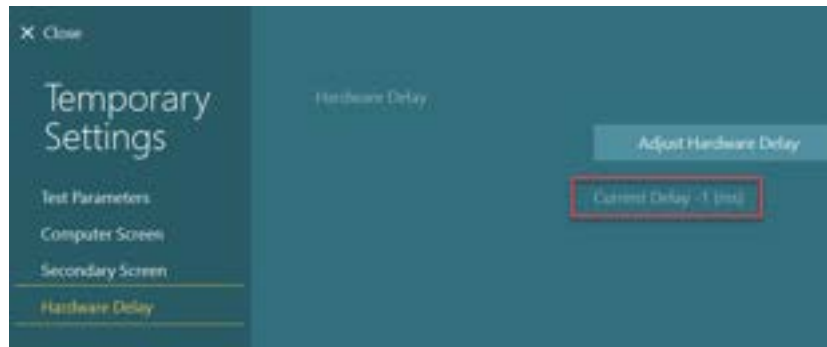 X Close
Temporary
Settings
Hardware Delay
Adjust Hardware Delay
Test Parameters
Current Delay -1 (ms)
Computer Screen
Secondary Screen
Hardware Delay